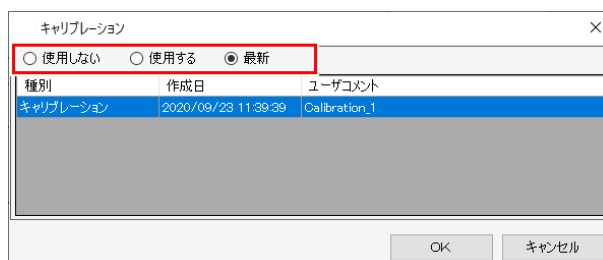 キャリブレーション
使用しない 使用する 最新
種別 作成日 ユーザコメント
キャリブレーション 2020/09/23 11:39:39 Calibration_1
OK キャンセル